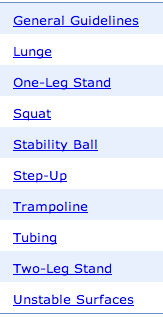 General Guidelines
Lunge
One-Leg Stand
Squat
Stability Ball
Step-Up
Trampoline
Tubing
Two-Leg Stand
Unstable Surfaces